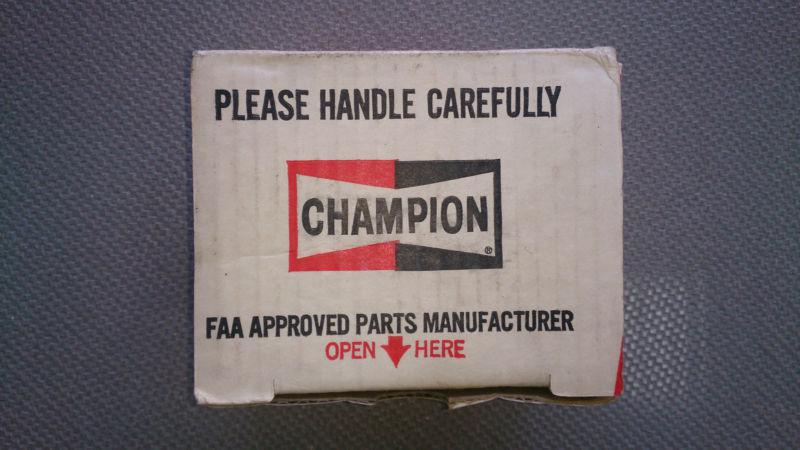 PLEASE HANDLE CAREFULLY
CHAMPION
®
FAA APPROVED PARTS MANUFACTURER
OPEN HERE